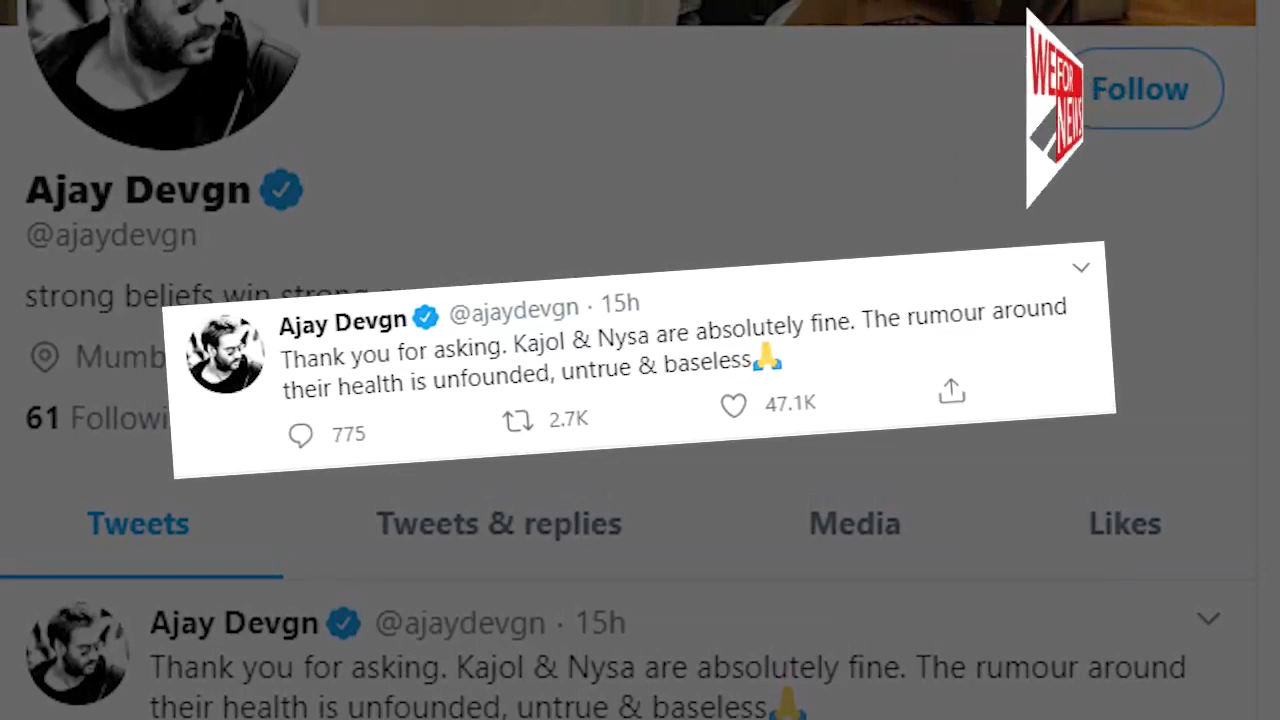 WE FOR
NEWS
Follow
Ajay Devgn
@ajaydevgn
strong beliefs win strong
Mumb
61 Followi
Ajay Devgn @ajaydevgn · 15h
Thank you for asking. Kajol & Nysa are absolutely fine. The rumour around
their health is unfounded, untrue & baseless🙏
775 2.7K 47.1K
Tweets Tweets & replies Media Likes
Ajay Devgn @ajaydevgn · 15h
Thank you for asking. Kajol & Nysa are absolutely fine. The rumour around
their health is unfounded, untrue & baseless🙏